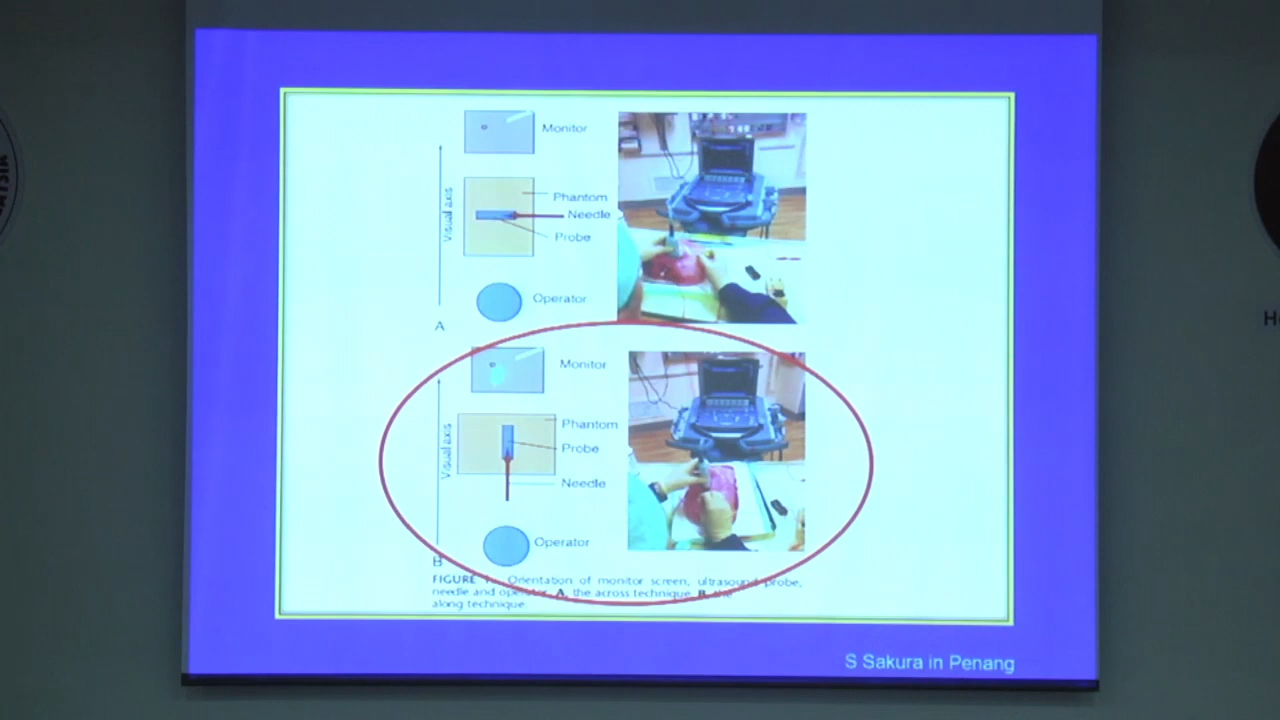 Monitor
Phantom
Needle
Probe
Visual axis
Operator
A
Monitor
Phantom
Probe
Visual axis
Needle
Operator
B
FIGURE Orientation of monitor screen, ultrasound probe,
needle and operator. A, the across technique. B, the
along technique.
S Sakura in Penang